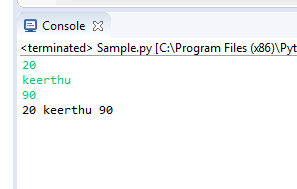 Console
<terminated> Sample.py [C:\Program Files (x86)\Pyt
20
keerthu
90
20 keerthu 90